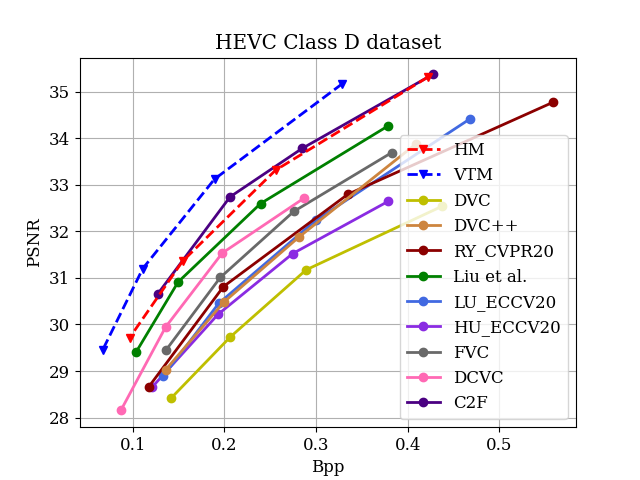 HEVC Class D dataset
PSNR
35
34
33
32
31
30
29
28
0.1
0.2
0.3
0.4
0.5
Bpp
HM
VTM
DVC
DVC++
RY_CVPR20
Liu et al.
LU_ECCV20
HU_ECCV20
FVC
DCVC
C2F